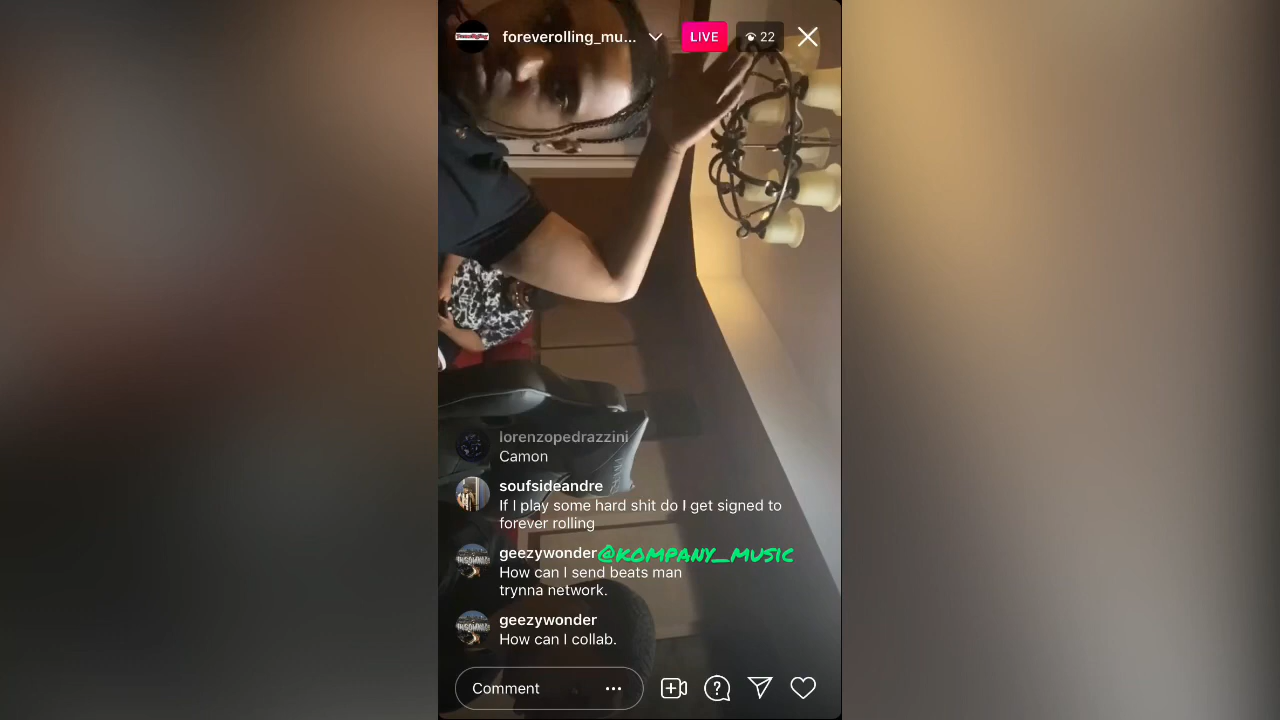 foreverolling_mu...
LIVE
22
lorenzopedrazzini
Camon
soufsideandre
If I play some hard shit do I get signed to
forever rolling
geezywonder
@KOMPANY_MUSIC
How can I send beats man
trynna network.
geezywonder
How can I collab.
Comment